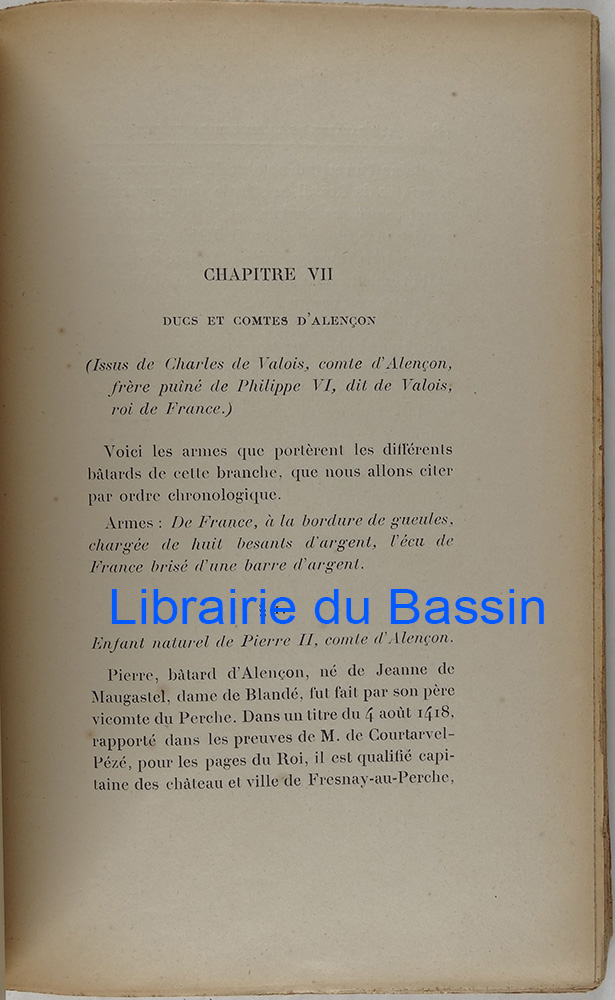 CHAPITRE VII
DUCS ET COMTES D'ALENÇON
(Issus de Charles de Valois, comte d'Alençon,
frère puîné de Philippe VI, dit de Valois,
roi de France.)
Voici les armes que portèrent les différents
bâtards de cette branche, que nous allons citer
par ordre chronologique.
Armes : De France, à la bordure de gueules,
chargée de huit besants d'argent, l'écu de
France brisé d'une barre d'argent.
Librairie du Bassin
Enfant naturel de Pierre II, comte d'Alençon.
Pierre, bâtard d'Alençon, né de Jeanne de
Maugastel, dame de Blandé, fut fait par son père
vicomte du Perche. Dans un titre du 4 août 1418,
rapporté dans les preuves de M. de Courtarvel-
Pézé, pour les pages du Roi, il est qualifié capi-
taine des château et ville de Fresnay-au-Perche,